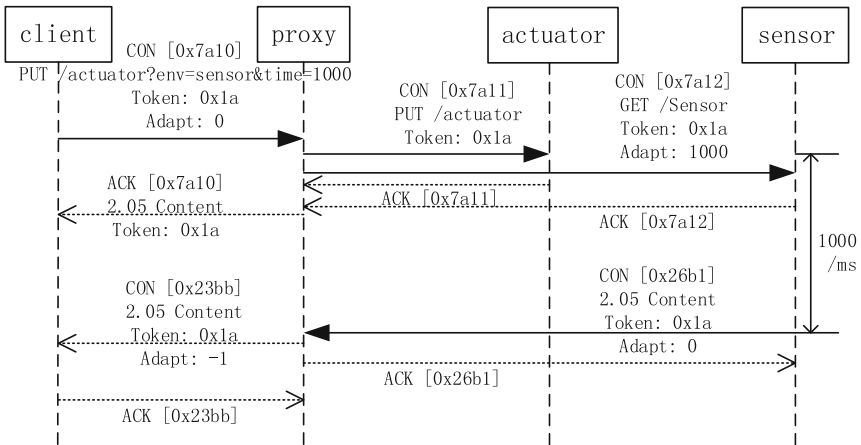 client
proxy
actuator
sensor
CON [0x7a10]
PUT /actuator?env=sensor&time=1000
Token: 0x1a
Adapt: 0
CON [0x7a11]
PUT /actuator
Token: 0x1a
CON [0x7a12]
GET /Sensor
Token: 0x1a
Adapt: 1000
ACK [0x7a10]
2.05 Content
Token: 0x1a
ACK [0x7a11]
ACK [0x7a12]
1000
/ms
CON [0x23bb]
2.05 Content
Token: 0x1a
Adapt: -1
CON [0x26b1]
2.05 Content
Token: 0x1a
Adapt: 0
ACK [0x26b1]
ACK [0x23bb]